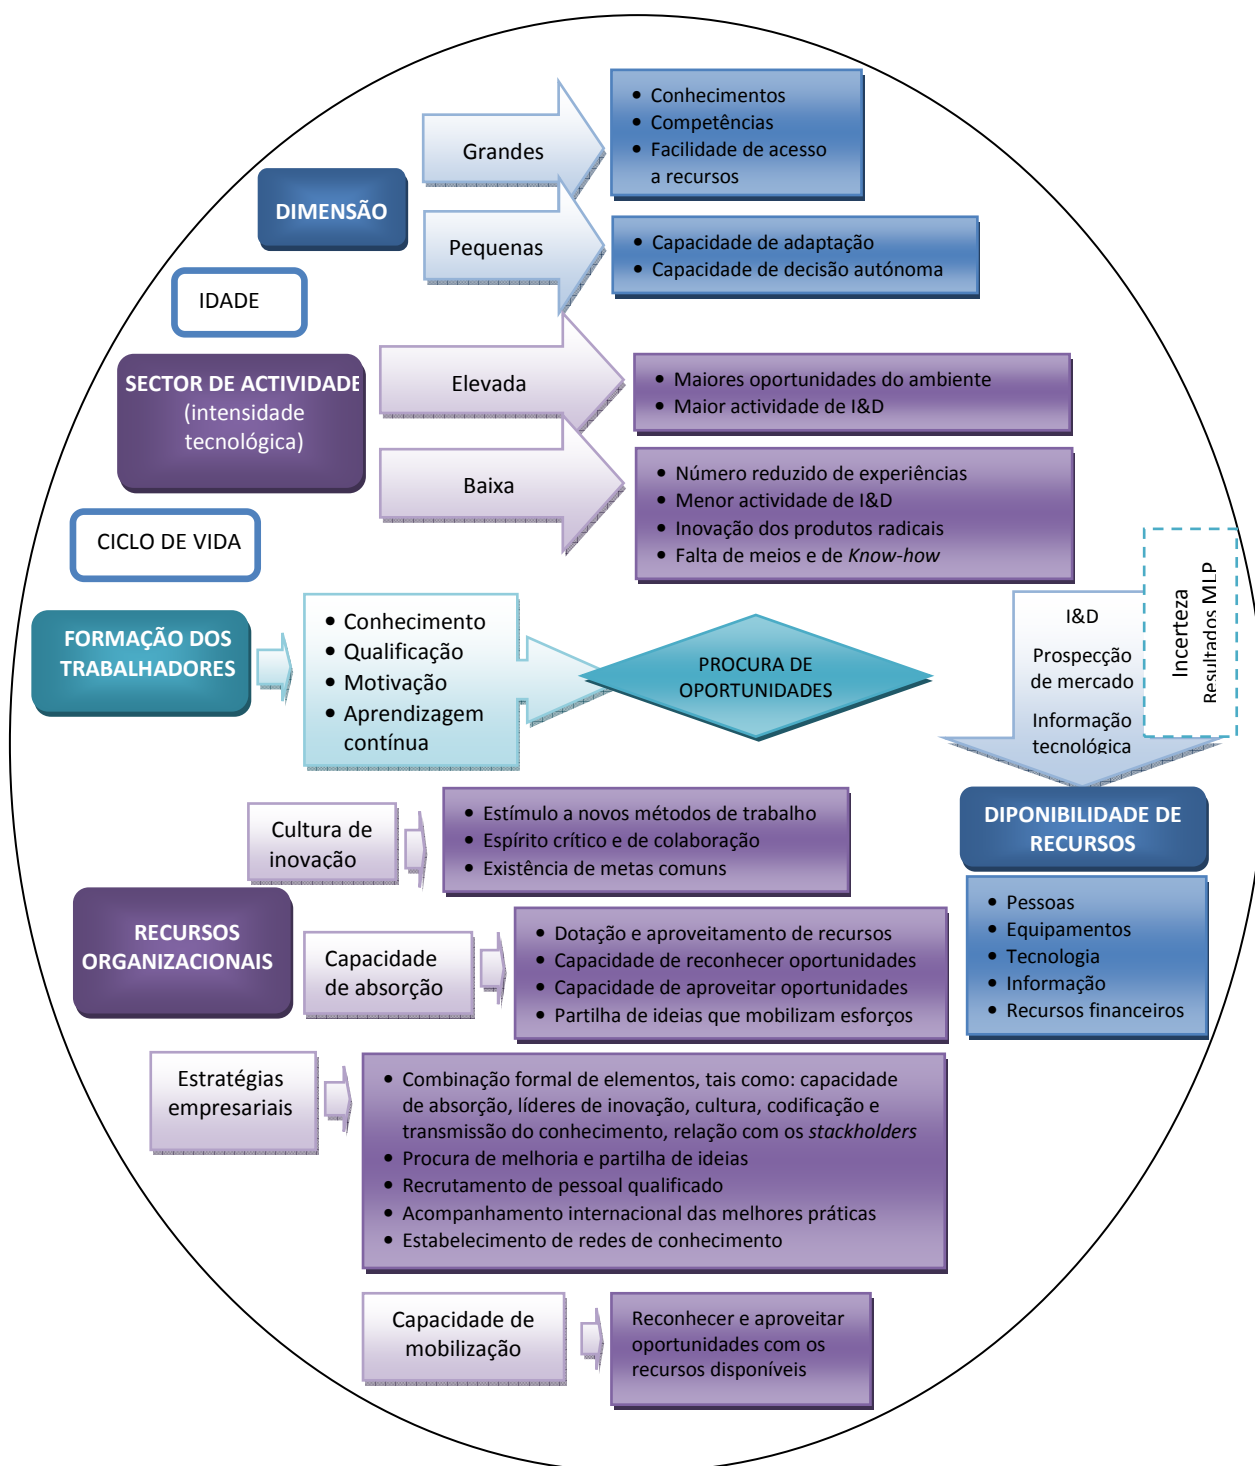 Grandes
• Conhecimentos
• Competências
• Facilidade de acesso
a recursos
DIMENSÃO
Pequenas
• Capacidade de adaptação
• Capacidade de decisão autónoma
IDADE
SECTOR DE ACTIVIDADE
(intensidade
tecnológica)
Elevada
• Maiores oportunidades do ambiente
• Maior actividade de I&D
Baixa
• Número reduzido de experiências
• Menor actividade de I&D
• Inovação dos produtos radicais
• Falta de meios e de Know-how
CICLO DE VIDA
FORMAÇÃO DOS
TRABALHADORES
• Conhecimento
• Qualificação
• Motivação
• Aprendizagem
contínua
PROCURA DE
OPORTUNIDADES
I&D
Prospecção
de mercado
Informação
tecnológica
Incerteza
Resultados MLP
DIPONIBILIDADE DE
RECURSOS
• Pessoas
• Equipamentos
• Tecnologia
• Informação
• Recursos financeiros
Cultura de
inovação
• Estímulo a novos métodos de trabalho
• Espírito crítico e de colaboração
• Existência de metas comuns
RECURSOS
ORGANIZACIONAIS
Capacidade
de absorção
• Dotação e aproveitamento de recursos
• Capacidade de reconhecer oportunidades
• Capacidade de aproveitar oportunidades
• Partilha de ideias que mobilizam esforços
Estratégias
empresariais
• Combinação formal de elementos, tais como: capacidade
de absorção, líderes de inovação, cultura, codificação e
transmissão do conhecimento, relação com os stackholders
• Procura de melhoria e partilha de ideias
• Recrutamento de pessoal qualificado
• Acompanhamento internacional das melhores práticas
• Estabelecimento de redes de conhecimento
Capacidade de
mobilização
Reconhecer e aproveitar
oportunidades com os
recursos disponíveis